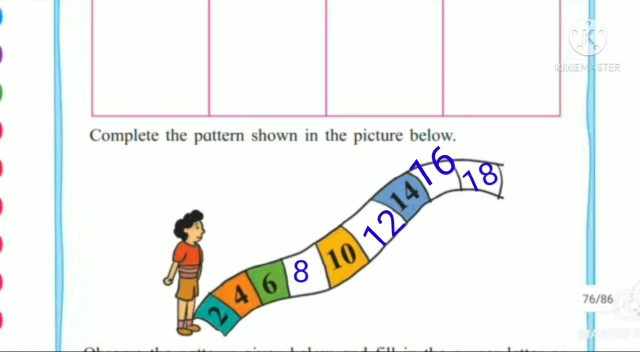 KINEMASTER
Complete the pattern shown in the picture below.
2 4 6 8 10 12 14 16 18
76/86